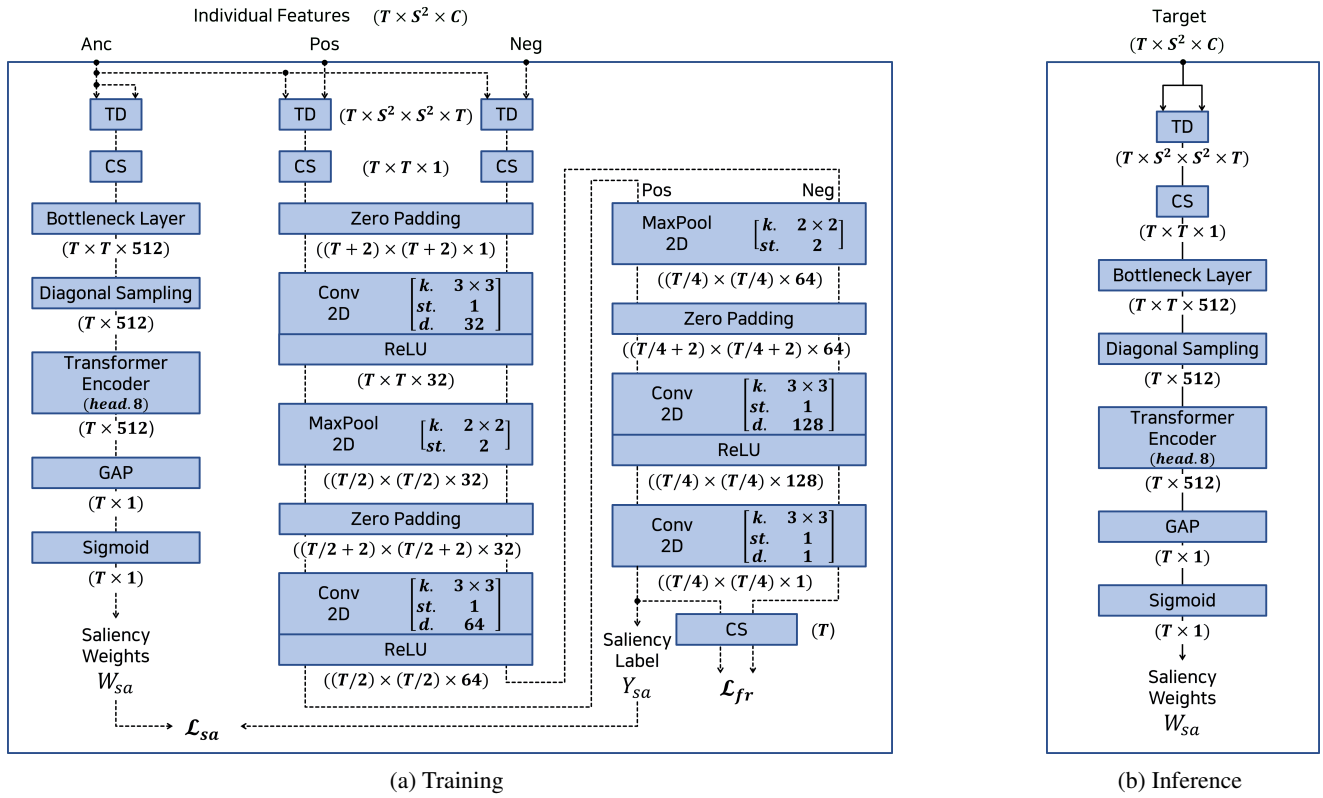 Individual Features (T × S² × C)
Anc Pos Neg
TD TD (T × S² × S² × T) TD
CS CS (T × T × 1) CS
Bottleneck Layer
(T × T × 512)
Diagonal Sampling
(T × 512)
Transformer
Encoder
(head. 8)
(T × 512)
GAP
(T × 1)
Sigmoid
(T × 1)
Saliency
Weights
W_sa
ℒ_sa
Zero Padding
((T + 2) × (T + 2) × 1)
Conv
2D
[k. 3 × 3
st. 1
d. 32]
ReLU
(T × T × 32)
MaxPool
2D
[k. 2 × 2
st. 2]
((T/2) × (T/2) × 32)
Zero Padding
((T/2 + 2) × (T/2 + 2) × 32)
Conv
2D
[k. 3 × 3
st. 1
d. 64]
ReLU
((T/2) × (T/2) × 64)
Pos Neg
MaxPool
2D
[k. 2 × 2
st. 2]
((T/4) × (T/4) × 64)
Zero Padding
((T/4 + 2) × (T/4 + 2) × 64)
Conv
2D
[k. 3 × 3
st. 1
d. 128]
ReLU
((T/4) × (T/4) × 128)
Conv
2D
[k. 3 × 3
st. 1
d. 1]
((T/4) × (T/4) × 1)
CS (T)
Saliency
Label
Y_sa
ℒ_fr
(a) Training
Target
(T × S² × C)
TD
(T × S² × S² × T)
CS
(T × T × 1)
Bottleneck Layer
(T × T × 512)
Diagonal Sampling
(T × 512)
Transformer
Encoder
(head. 8)
(T × 512)
GAP
(T × 1)
Sigmoid
(T × 1)
Saliency
Weights
W_sa
(b) Inference